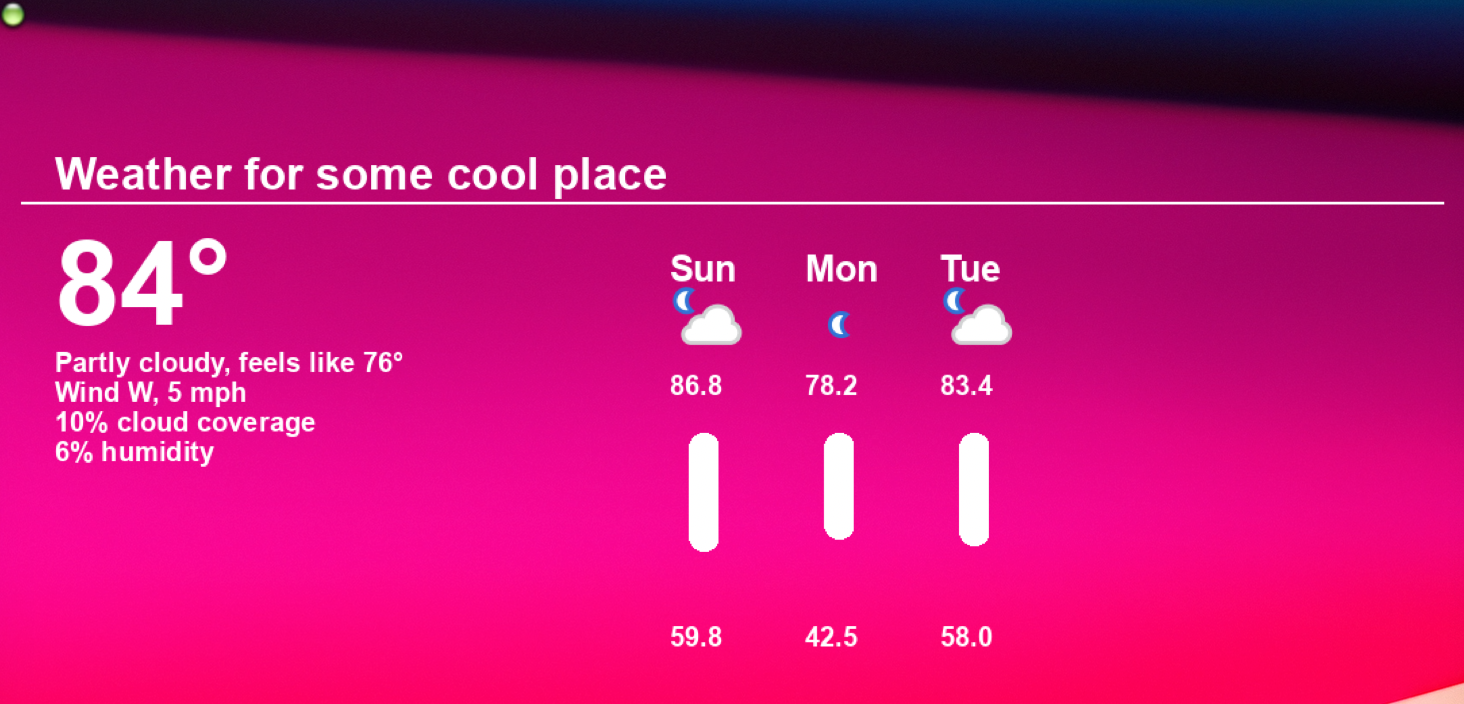 Weather for some cool place
84°
Partly cloudy, feels like 76°
Wind W, 5 mph
10% cloud coverage
6% humidity
Sun Mon Tue
86.8 78.2 83.4
59.8 42.5 58.0